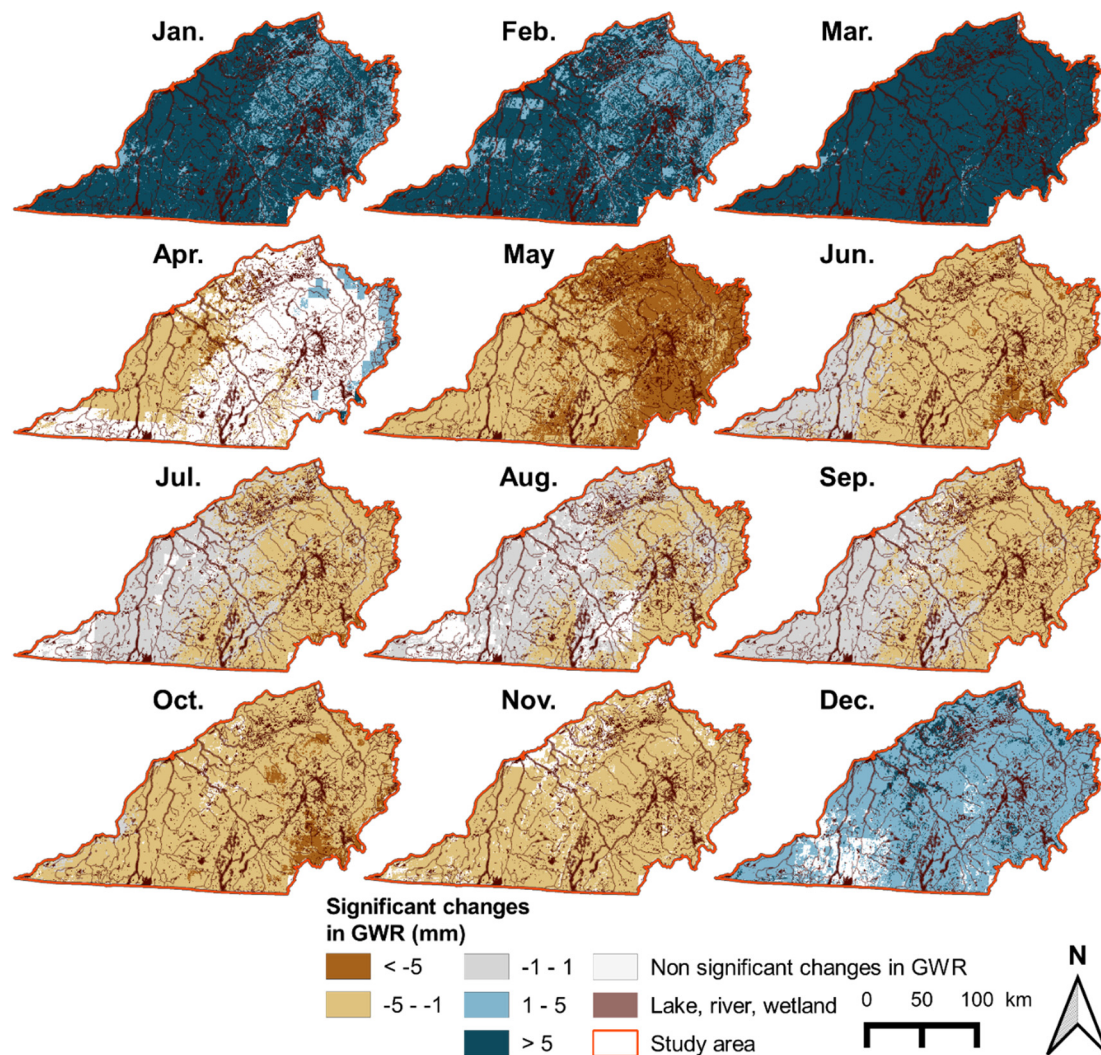 Jan. Feb. Mar.
Apr. May Jun.
Jul. Aug. Sep.
Oct. Nov. Dec.
Significant changes
in GWR (mm)
< -5 -1 - 1 Non significant changes in GWR
-5 - -1 1 - 5 Lake, river, wetland
> 5 Study area
0 50 100 km
N